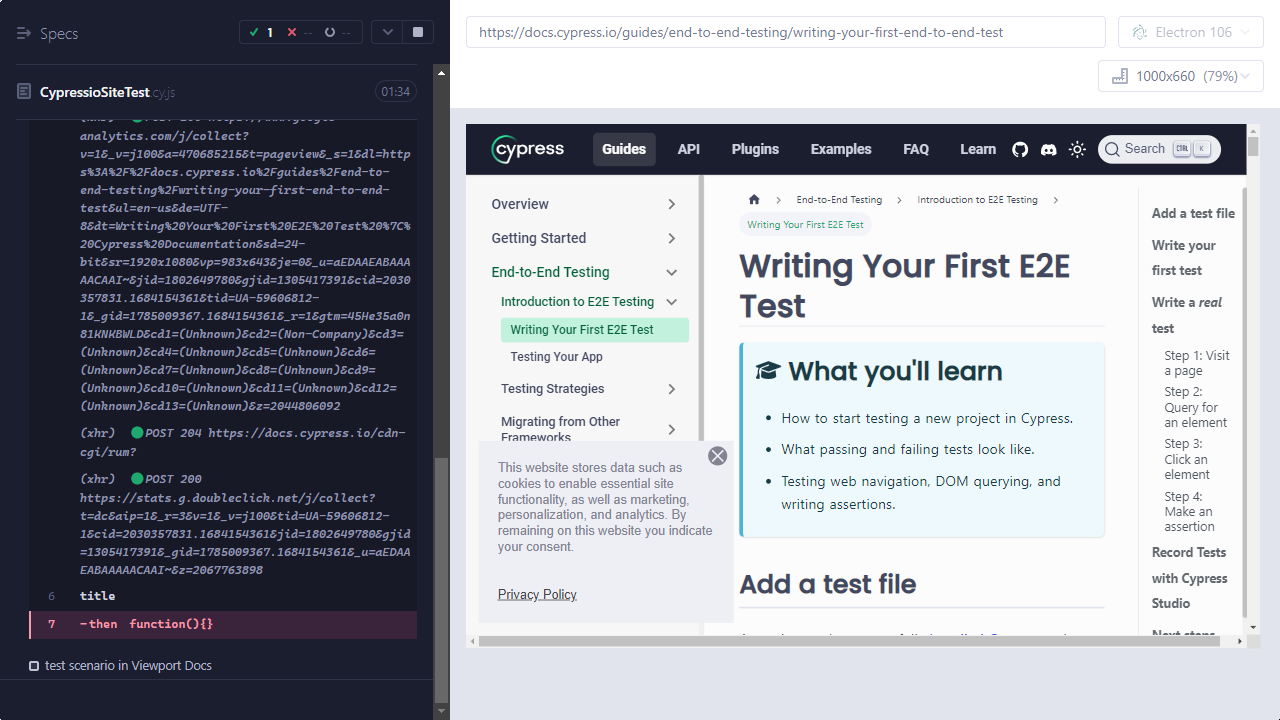 Specs
1
--
--
CypressioSiteTest.cy.js
01:34
(xhr) POST 200 https://www.google-
analytics.com/j/collect?
v=1&_v=j100&a=470685215&t=pageview&_s=1&dl=http
s%3A%2F%2Fdocs.cypress.io%2Fguides%2Fend-to-
end-testing%2Fwriting-your-first-end-to-end-
test&ul=en-us&de=UTF-
8&dt=Writing%20Your%20First%20E2E%20Test%20%7C%
20Cypress%20Documentation&sd=24-
bit&sr=1920x1080&vp=983x643&je=0&_u=aEDAAEABAAA
AACAAI~&jid=1802649780&gjid=1305417391&cid=2030
357831.1684154361&tid=UA-59606812-
1&_gid=1785009367.1684154361&_r=1&gtm=45He35a0n
81KNKBWLD&cd1=(Unknown)&cd2=(Non-Company)&cd3=
(Unknown)&cd4=(Unknown)&cd5=(Unknown)&cd6=
(Unknown)&cd7=(Unknown)&cd8=(Unknown)&cd9=
(Unknown)&cd10=(Unknown)&cd11=(Unknown)&cd12=
(Unknown)&cd13=(Unknown)&z=2044806092
(xhr) POST 204 https://docs.cypress.io/cdn-
cgi/rum?
(xhr) POST 200
https://stats.g.doubleclick.net/j/collect?
t=dc&aip=1&_r=3&v=1&_v=j100&tid=UA-59606812-
1&cid=2030357831.1684154361&jid=1802649780&gjid
=1305417391&_gid=1785009367.1684154361&_u=aEDAA
EABAAAAACAAI~&z=2067763898
6 title
7 -then function(){}
test scenario in Viewport Docs
https://docs.cypress.io/guides/end-to-end-testing/writing-your-first-end-to-end-test
Electron 106
1000x660 (79%)
cypress
Guides
API
Plugins
Examples
FAQ
Learn
Search
CTRL
K
Overview
Getting Started
End-to-End Testing
Introduction to E2E Testing
Writing Your First E2E Test
Testing Your App
Testing Strategies
Migrating from Other
Frameworks
This website stores data such as
cookies to enable essential site
functionality, as well as marketing,
personalization, and analytics. By
remaining on this website you indicate
your consent.
Privacy Policy
End-to-End Testing
Introduction to E2E Testing
Writing Your First E2E Test
Writing Your First E2E
Test
What you'll learn
How to start testing a new project in Cypress.
What passing and failing tests look like.
Testing web navigation, DOM querying, and
writing assertions.
Add a test file
Add a test file
Write your
first test
Write a real
test
Step 1: Visit
a page
Step 2:
Query for
an element
Step 3:
Click an
element
Step 4:
Make an
assertion
Record Tests
with Cypress
Studio
Next steps